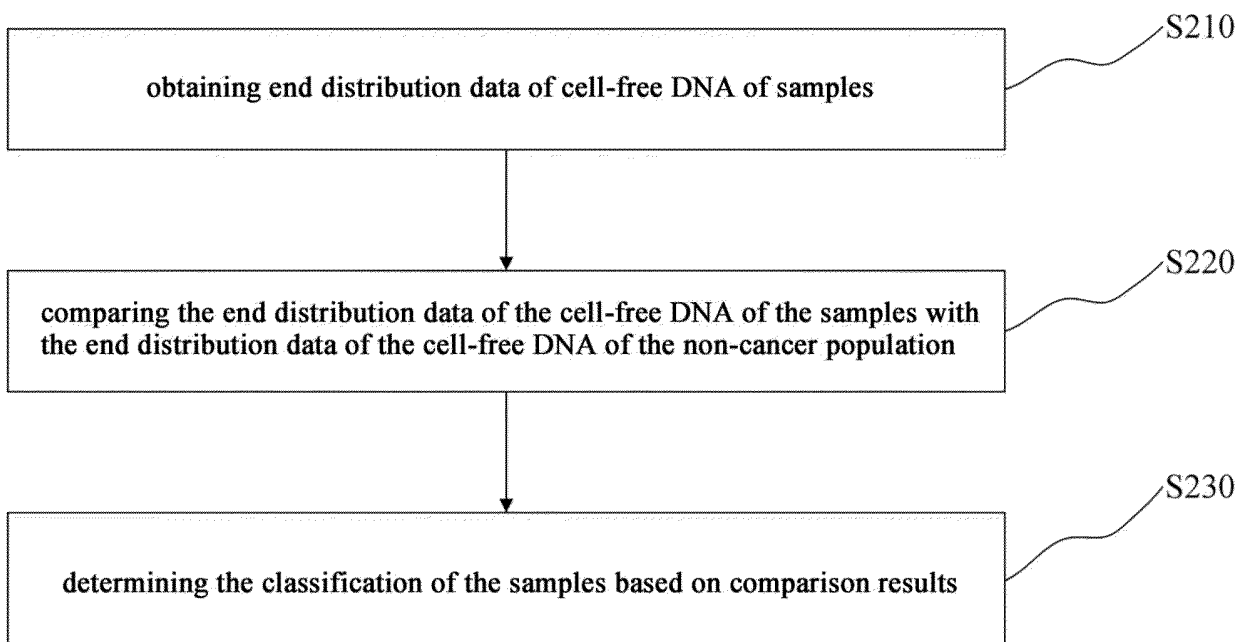 S210
obtaining end distribution data of cell-free DNA of samples
S220
comparing the end distribution data of the cell-free DNA of the samples with
the end distribution data of the cell-free DNA of the non-cancer population
S230
determining the classification of the samples based on comparison results